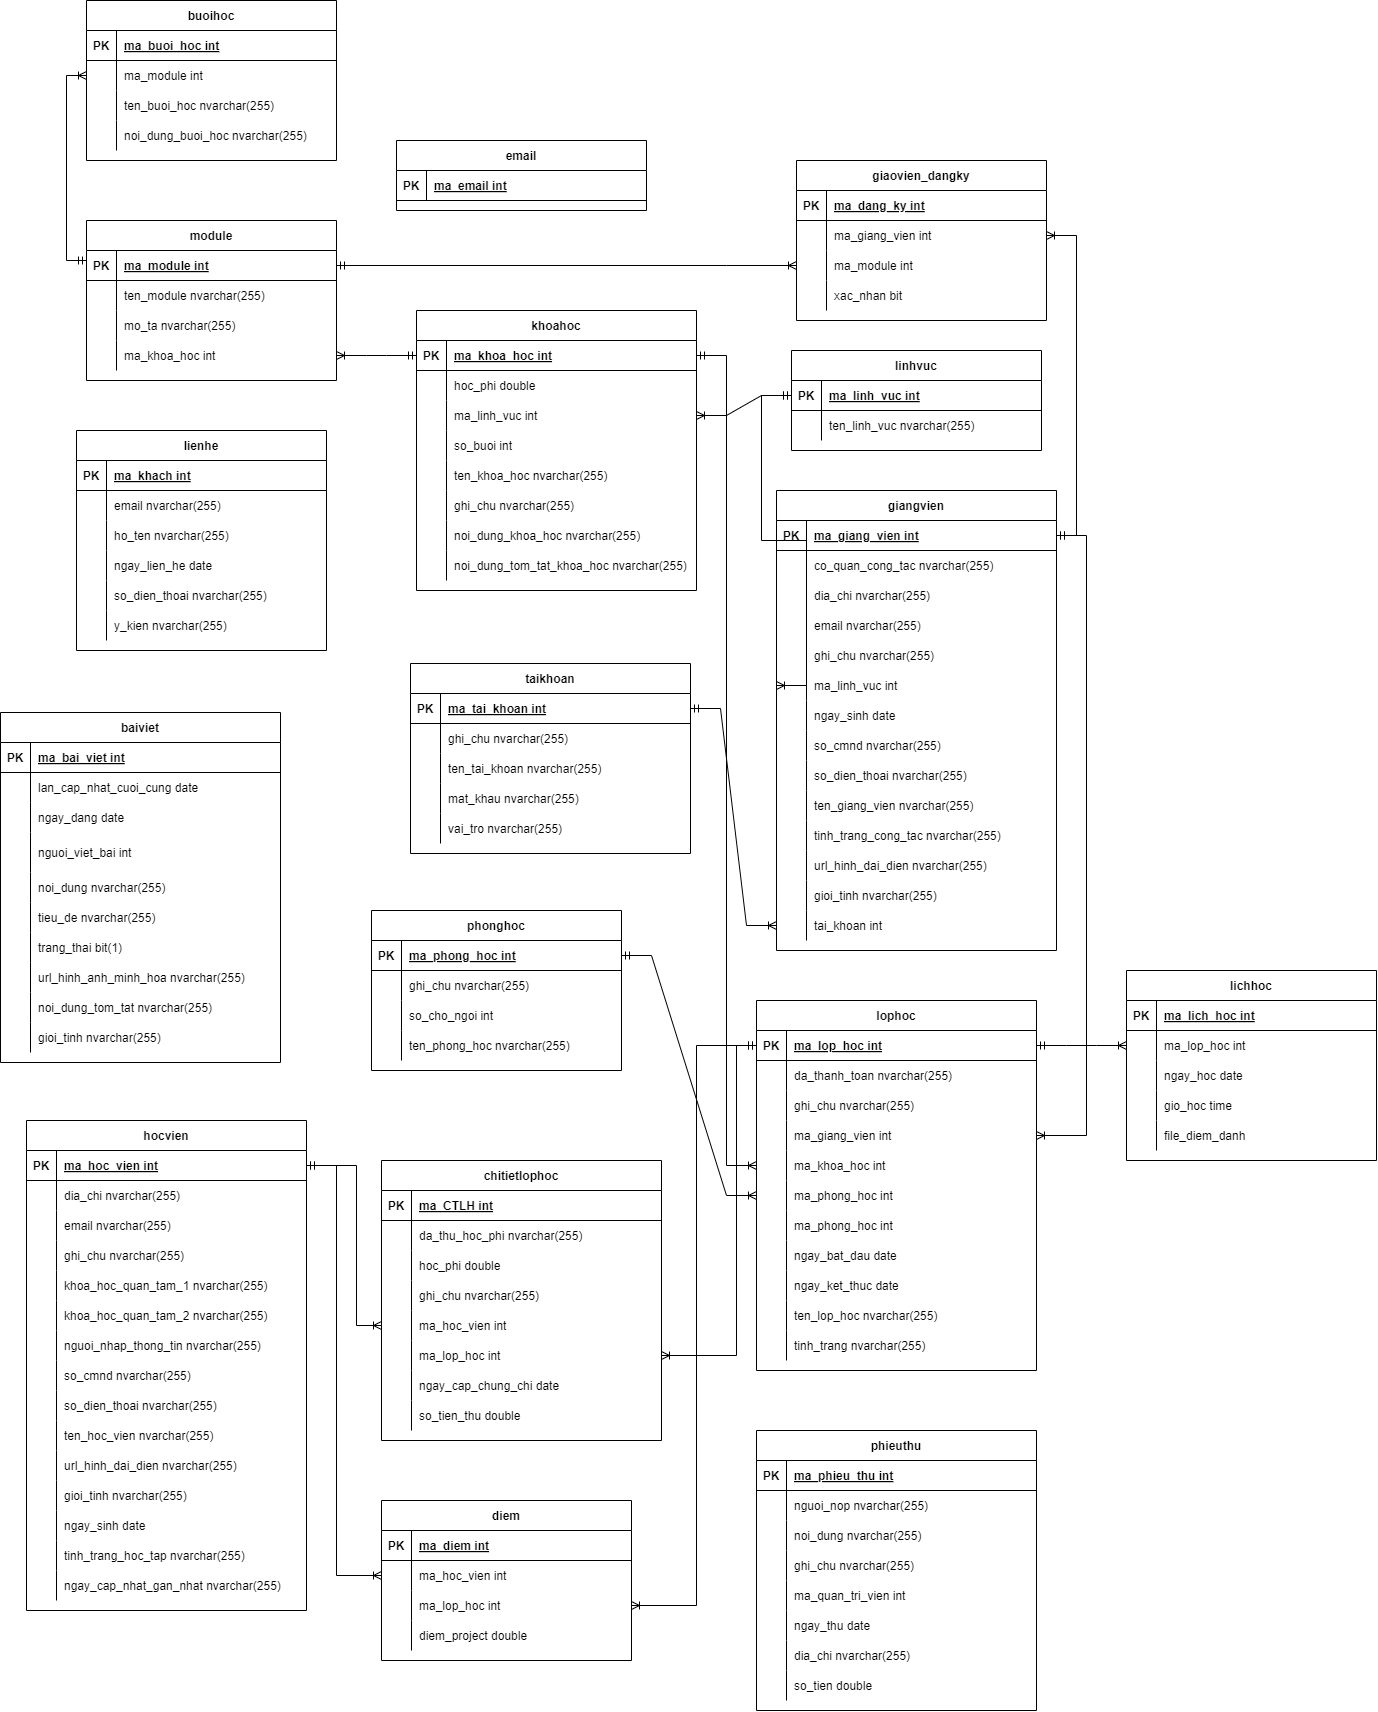 buoihoc
PK ma_buoi_hoc int
ma_module int
ten_buoi_hoc nvarchar(255)
noi_dung_buoi_hoc nvarchar(255)
email
PK ma_email int
giaovien_dangky
PK ma_dang_ky int
ma_giang_vien int
ma_module int
xac_nhan bit
module
PK ma_module int
ten_module nvarchar(255)
mo_ta nvarchar(255)
ma_khoa_hoc int
khoahoc
PK ma_khoa_hoc int
hoc_phi double
ma_linh_vuc int
so_buoi int
ten_khoa_hoc nvarchar(255)
ghi_chu nvarchar(255)
noi_dung_khoa_hoc nvarchar(255)
noi_dung_tom_tat_khoa_hoc nvarchar(255)
linhvuc
PK ma_linh_vuc int
ten_linh_vuc nvarchar(255)
lienhe
PK ma_khach int
email nvarchar(255)
ho_ten nvarchar(255)
ngay_lien_he date
so_dien_thoai nvarchar(255)
y_kien nvarchar(255)
giangvien
PK ma_giang_vien int
co_quan_cong_tac nvarchar(255)
dia_chi nvarchar(255)
email nvarchar(255)
ghi_chu nvarchar(255)
ma_linh_vuc int
ngay_sinh date
so_cmnd nvarchar(255)
so_dien_thoai nvarchar(255)
ten_giang_vien nvarchar(255)
tinh_trang_cong_tac nvarchar(255)
url_hinh_dai_dien nvarchar(255)
gioi_tinh nvarchar(255)
tai_khoan int
taikhoan
PK ma_tai_khoan int
ghi_chu nvarchar(255)
ten_tai_khoan nvarchar(255)
mat_khau nvarchar(255)
vai_tro nvarchar(255)
baiviet
PK ma_bai_viet int
lan_cap_nhat_cuoi_cung date
ngay_dang date
nguoi_viet_bai int
noi_dung nvarchar(255)
tieu_de nvarchar(255)
trang_thai bit(1)
url_hinh_anh_minh_hoa nvarchar(255)
noi_dung_tom_tat nvarchar(255)
gioi_tinh nvarchar(255)
phonghoc
PK ma_phong_hoc int
ghi_chu nvarchar(255)
so_cho_ngoi int
ten_phong_hoc nvarchar(255)
lophoc
PK ma_lop_hoc int
da_thanh_toan nvarchar(255)
ghi_chu nvarchar(255)
ma_giang_vien int
ma_khoa_hoc int
ma_phong_hoc int
ma_phong_hoc int
ngay_bat_dau date
ngay_ket_thuc date
ten_lop_hoc nvarchar(255)
tinh_trang nvarchar(255)
lichhoc
PK ma_lich_hoc int
ma_lop_hoc int
ngay_hoc date
gio_hoc time
file_diem_danh
hocvien
PK ma_hoc_vien int
dia_chi nvarchar(255)
email nvarchar(255)
ghi_chu nvarchar(255)
khoa_hoc_quan_tam_1 nvarchar(255)
khoa_hoc_quan_tam_2 nvarchar(255)
nguoi_nhap_thong_tin nvarchar(255)
so_cmnd nvarchar(255)
so_dien_thoai nvarchar(255)
ten_hoc_vien nvarchar(255)
url_hinh_dai_dien nvarchar(255)
gioi_tinh nvarchar(255)
ngay_sinh date
tinh_trang_hoc_tap nvarchar(255)
ngay_cap_nhat_gan_nhat nvarchar(255)
chitietlophoc
PK ma_CTLH int
da_thu_hoc_phi nvarchar(255)
hoc_phi double
ghi_chu nvarchar(255)
ma_hoc_vien int
ma_lop_hoc int
ngay_cap_chung_chi date
so_tien_thu double
diem
PK ma_diem int
ma_hoc_vien int
ma_lop_hoc int
diem_project double
phieuthu
PK ma_phieu_thu int
nguoi_nop nvarchar(255)
noi_dung nvarchar(255)
ghi_chu nvarchar(255)
ma_quan_tri_vien int
ngay_thu date
dia_chi nvarchar(255)
so_tien double